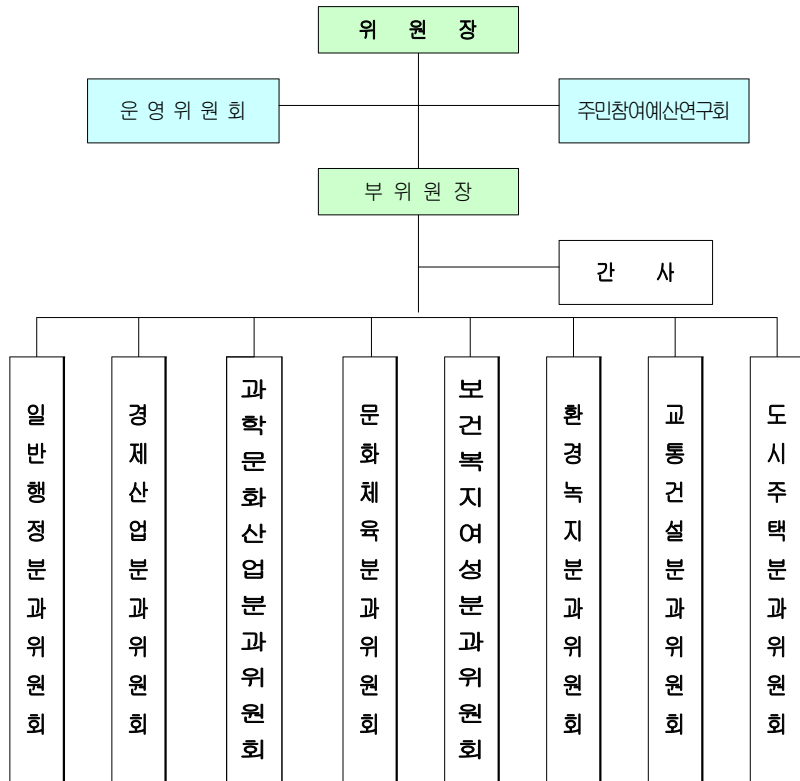 위 원 장
운 영 위 원 회
주민참여예산연구회
부 위 원 장
간 사
일반행정분과위원회
경제산업분과위원회
과학문화산업분과위원회
문화체육분과위원회
보건복지여성분과위원회
환경녹지분과위원회
교통건설분과위원회
도시주택분과위원회